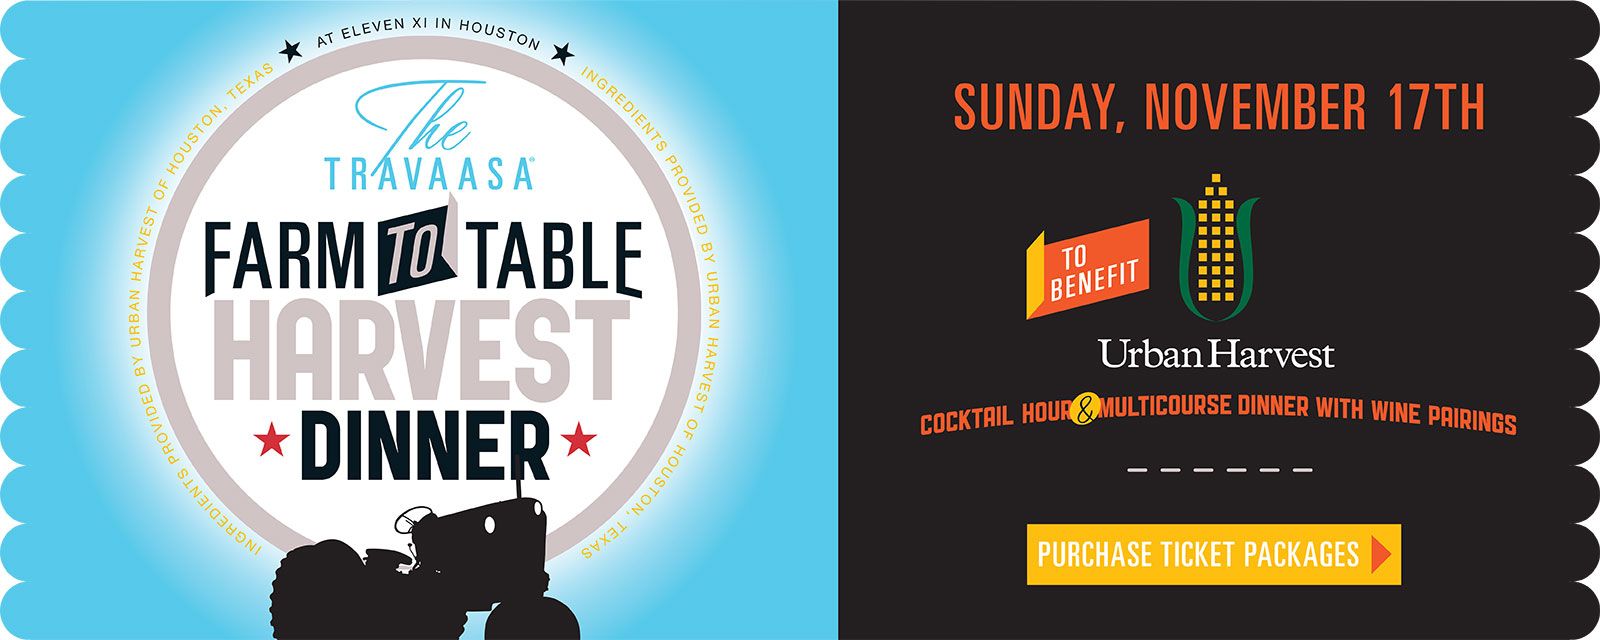 AT ELEVEN XI IN HOUSTON
INGREDIENTS PROVIDED BY URBAN HARVEST OF HOUSTON, TEXAS
INGREDIENTS PROVIDED BY URBAN HARVEST OF HOUSTON, TEXAS
The
TRAVAASA®
FARM TO TABLE
HARVEST
DINNER
SUNDAY, NOVEMBER 17TH
TO
BENEFIT
Urban Harvest
COCKTAIL HOUR & MULTICOURSE DINNER WITH WINE PAIRINGS
PURCHASE TICKET PACKAGES